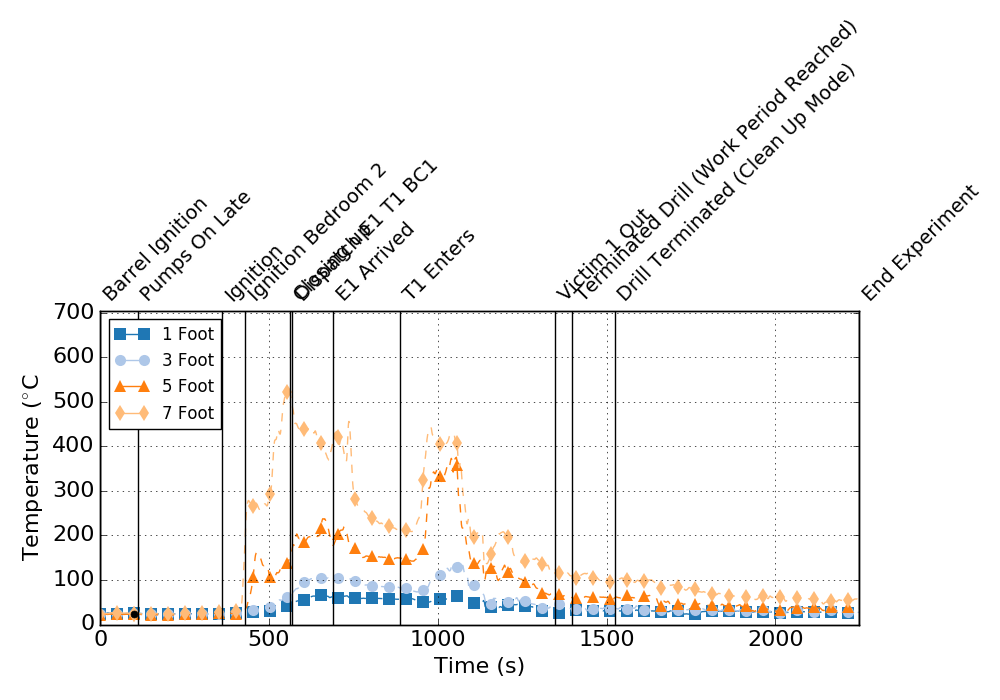 Barrel Ignition
Pumps On Late
Ignition
Ignition Bedroom 2
Dispatch E1 T1 BC1
E1 Arrived
T1 Enters
Victim 1 Out
Terminated Drill (Work Period Reached)
Drill Terminated (Clean Up Mode)
End Experiment
700
600
500
400
300
200
100
0
Temperature (°C
1 Foot
3 Foot
5 Foot
7 Foot
0
500
1000
1500
2000
Time (s)